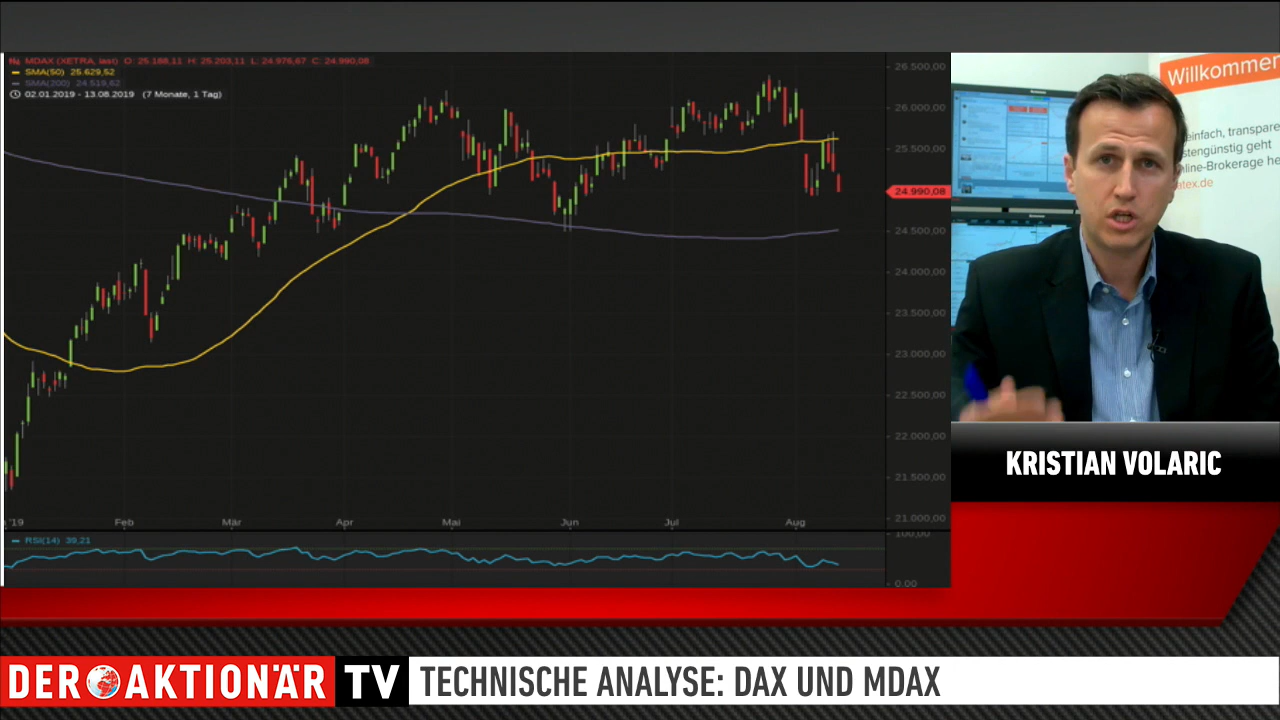 MDAX (XETRA, last) O: 25.188,11 H: 25.203,11 L: 24.976,67 C: 24.990,08
SMA(50) 25.629,52
SMA(200) 24.519,62
02.01.2019 - 13.08.2019 (7 Monate, 1 Tag)
26.500,00
26.000,00
25.500,00
24.990,08
24.500,00
24.000,00
23.500,00
23.000,00
22.500,00
22.000,00
21.500,00
21.000,00
'19 Feb Mär Apr Mai Jun Jul Aug
RSI(14) 39,21
100,00
0.00
Willkommen
einfach, transpare
stengünstig geht
nline-Brokerage he
atex.de
KRISTIAN VOLARIC
DER AKTIONÄR TV
TECHNISCHE ANALYSE: DAX UND MDAX